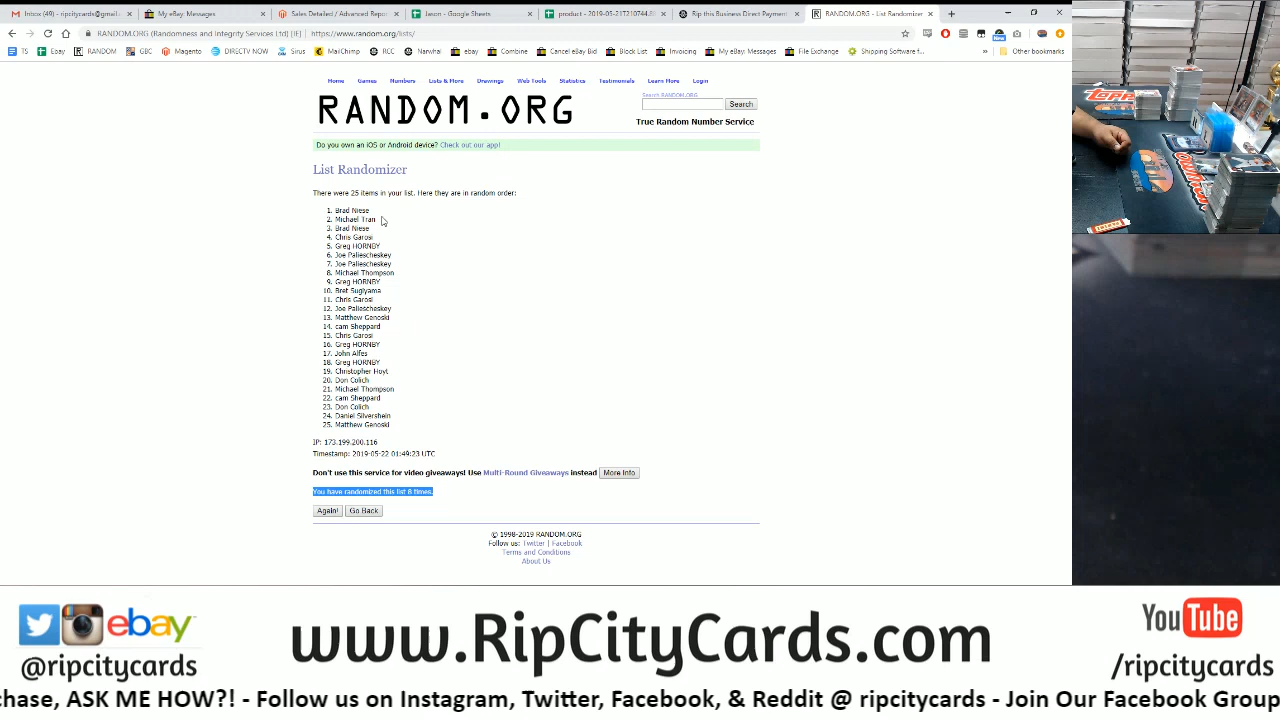 Inbox (49) - ripcitycards@gmail.
My eBay: Messages
Sales Detailed / Advanced Repor
Jason - Google Sheets
product - 2019-05-21T210744.88
Rip this Business Direct Payment
RANDOM.ORG - List Randomizer
RANDOM.ORG (Randomness and Integrity Services Ltd) [IE] | https://www.random.org/lists/
TS Ebay RANDOM GBC Magento DIRECTV NOW Sirius MailChimp RCC Narwhal ebay Combine Cancel eBay Bid Block List Invoicing My eBay: Messages File Exchange Shipping Software f... » Other bookmarks
Home Games Numbers Lists & More Drawings Web Tools Statistics Testimonials Learn More Login
Search RANDOM.ORG
RANDOM.ORG
Search
True Random Number Service
Do you own an iOS or Android device? Check out our app!
List Randomizer
There were 25 items in your list. Here they are in random order:
1. Brad Niese
2. Michael Tran
3. Brad Niese
4. Chris Garosi
5. Greg HORNBY
6. Joe Paliescheskey
7. Joe Paliescheskey
8. Michael Thompson
9. Greg HORNBY
10. Bret Sugiyama
11. Chris Garosi
12. Joe Paliescheskey
13. Matthew Genoski
14. cam Sheppard
15. Chris Garosi
16. Greg HORNBY
17. John Alfes
18. Greg HORNBY
19. Christopher Hoyt
20. Don Colich
21. Michael Thompson
22. cam Sheppard
23. Don Colich
24. Daniel Silvershein
25. Matthew Genoski
IP: 173.199.200.116
Timestamp: 2019-05-22 01:49:23 UTC
Don't use this service for video giveaways! Use Multi-Round Giveaways instead More Info
You have randomized this list 8 times.
Again! Go Back
© 1998-2019 RANDOM.ORG
Follow us: Twitter | Facebook
Terms and Conditions
About Us
topps
ebay
@ripcitycards
www.RipCityCards.com
YouTube
/ripcitycards
chase, ASK ME HOW?! - Follow us on Instagram, Twitter, Facebook, & Reddit @ ripcitycards - Join Our Facebook Group